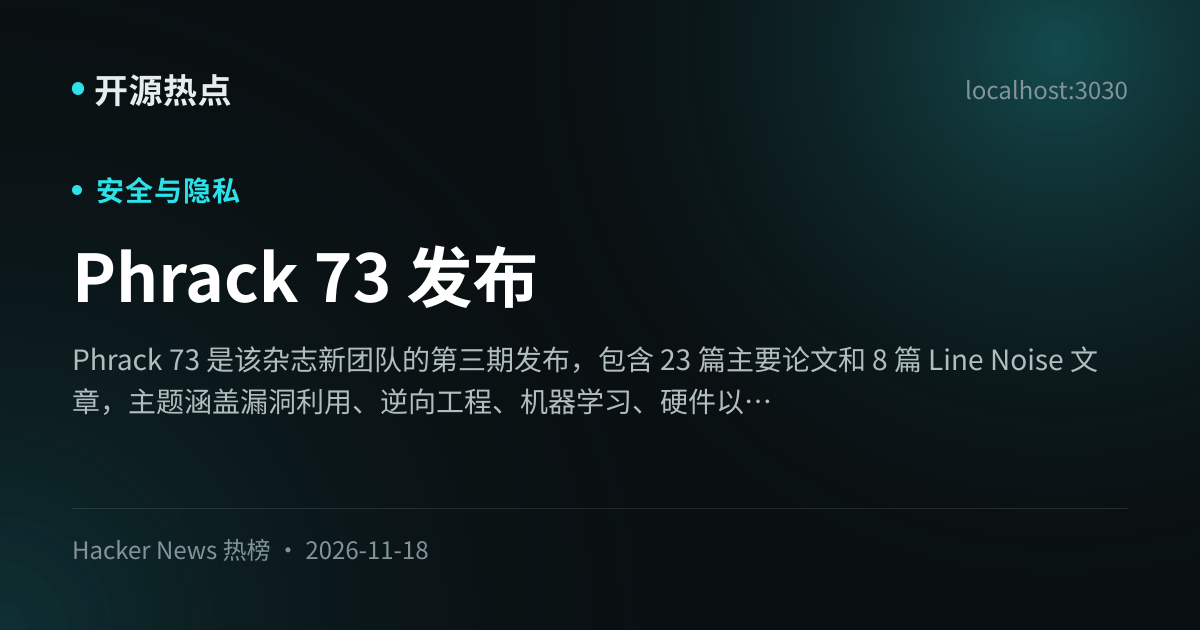 开源热点
localhost:3030
安全与隐私
Phrack 73 发布
Phrack 73 是该杂志新团队的第三期发布，包含 23 篇主要论文和 8 篇 Line Noise 文
章，主题涵盖漏洞利用、逆向工程、机器学习、硬件以…
Hacker News 热榜 • 2026-11-18